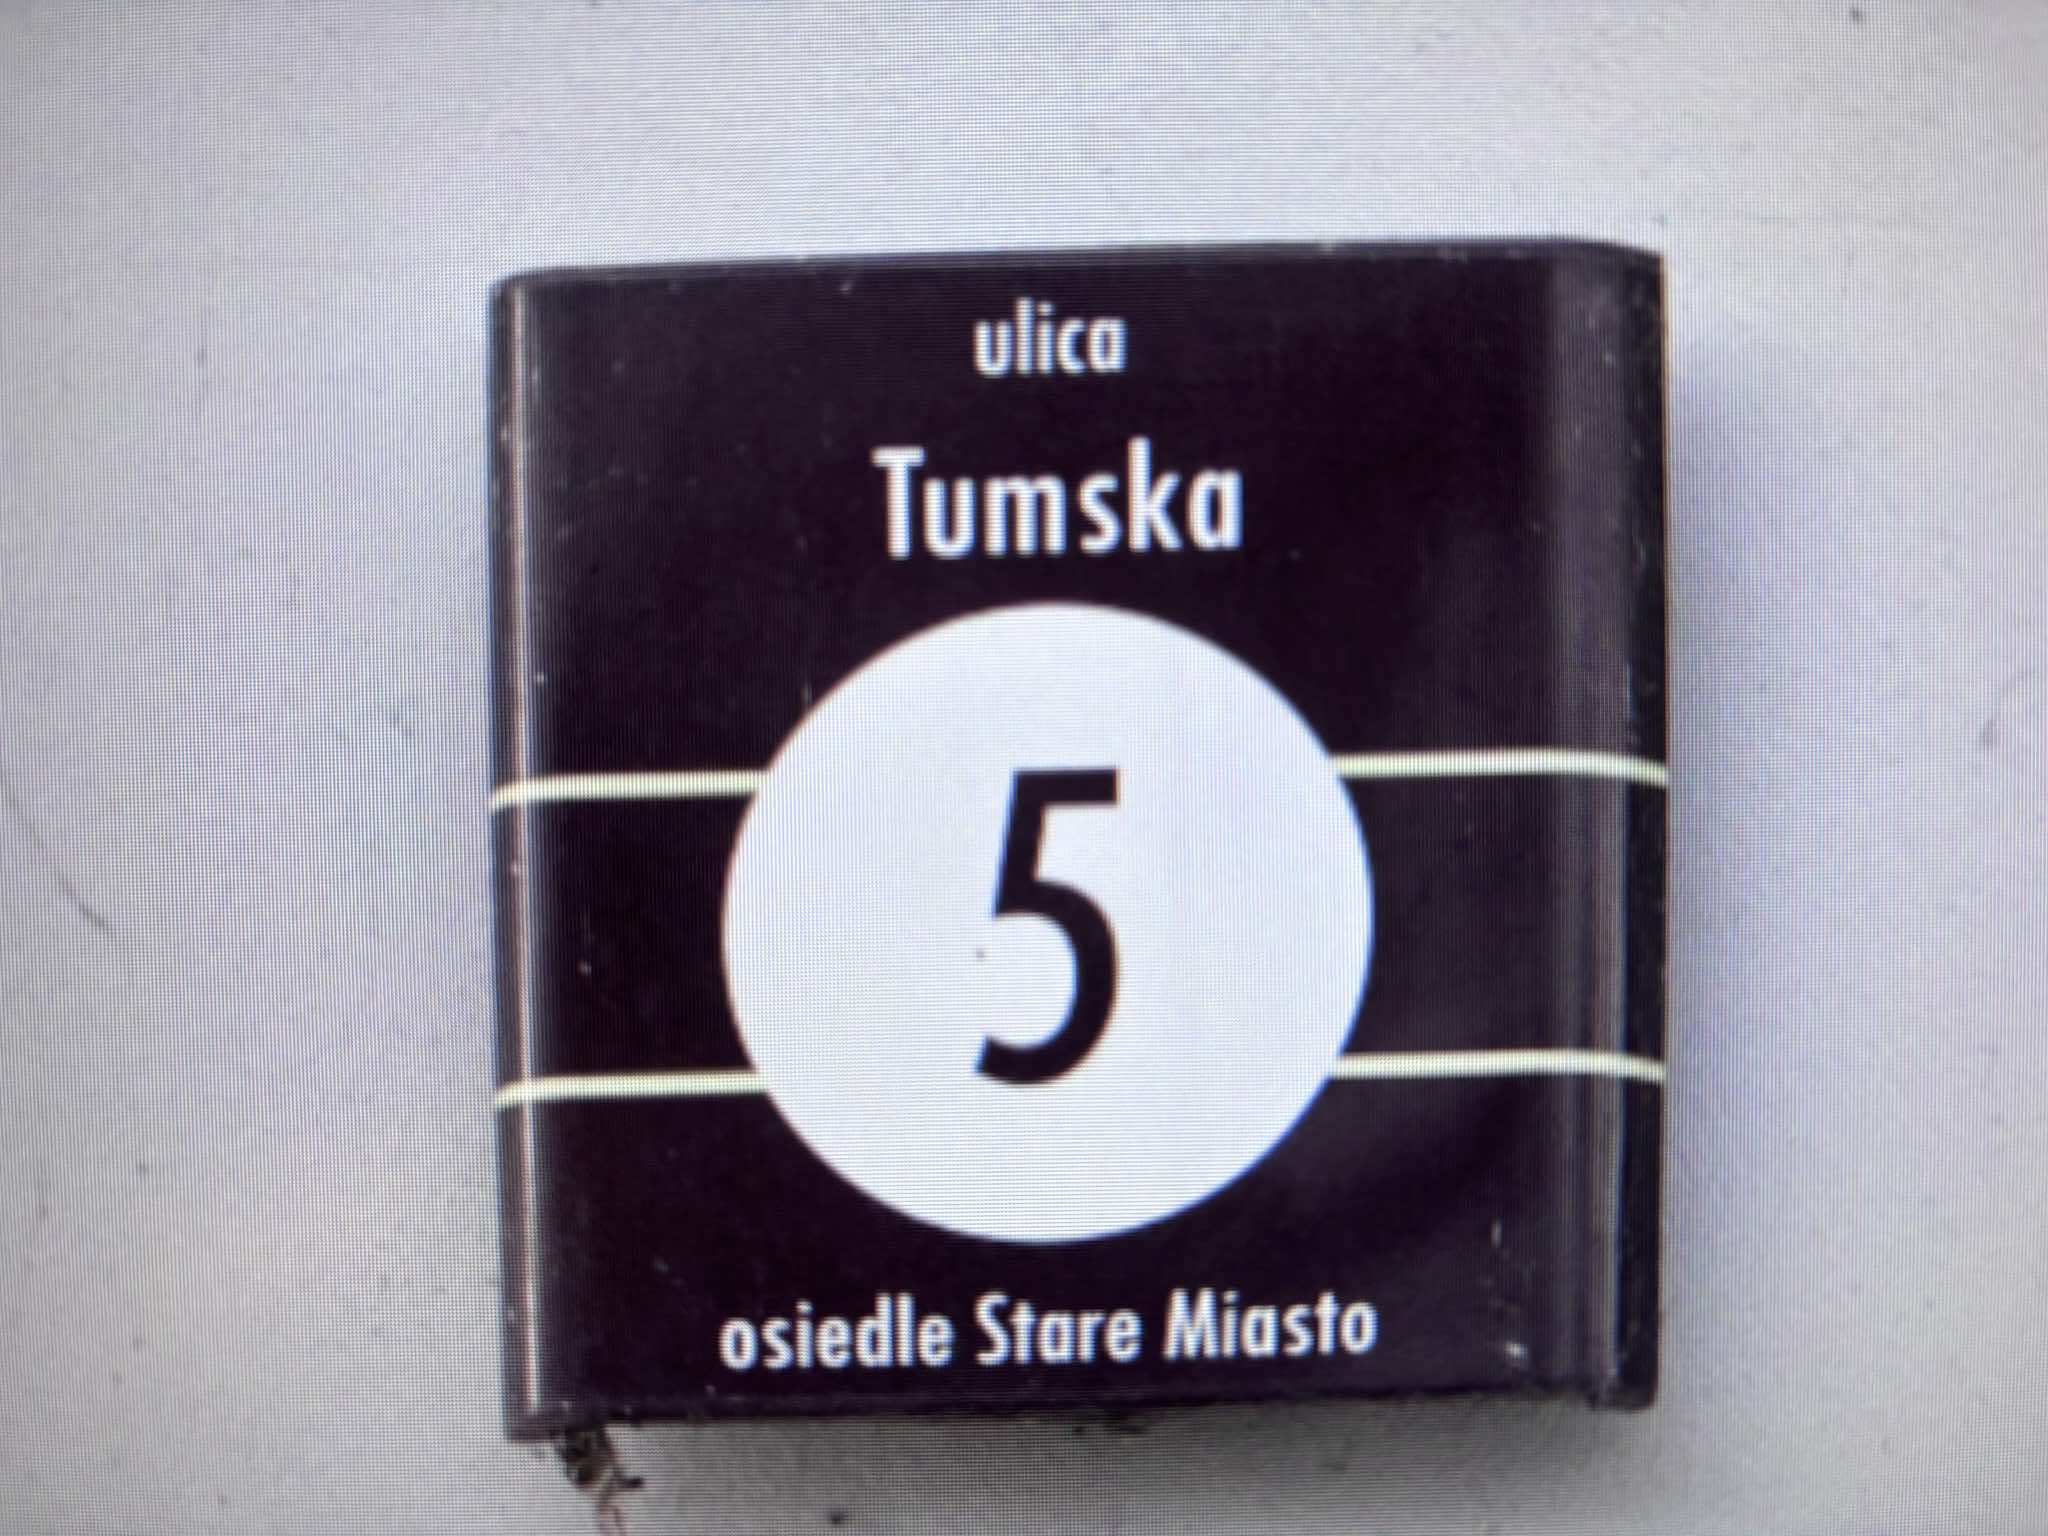 ulica
Tumska
5
osiedle Stare Miasto